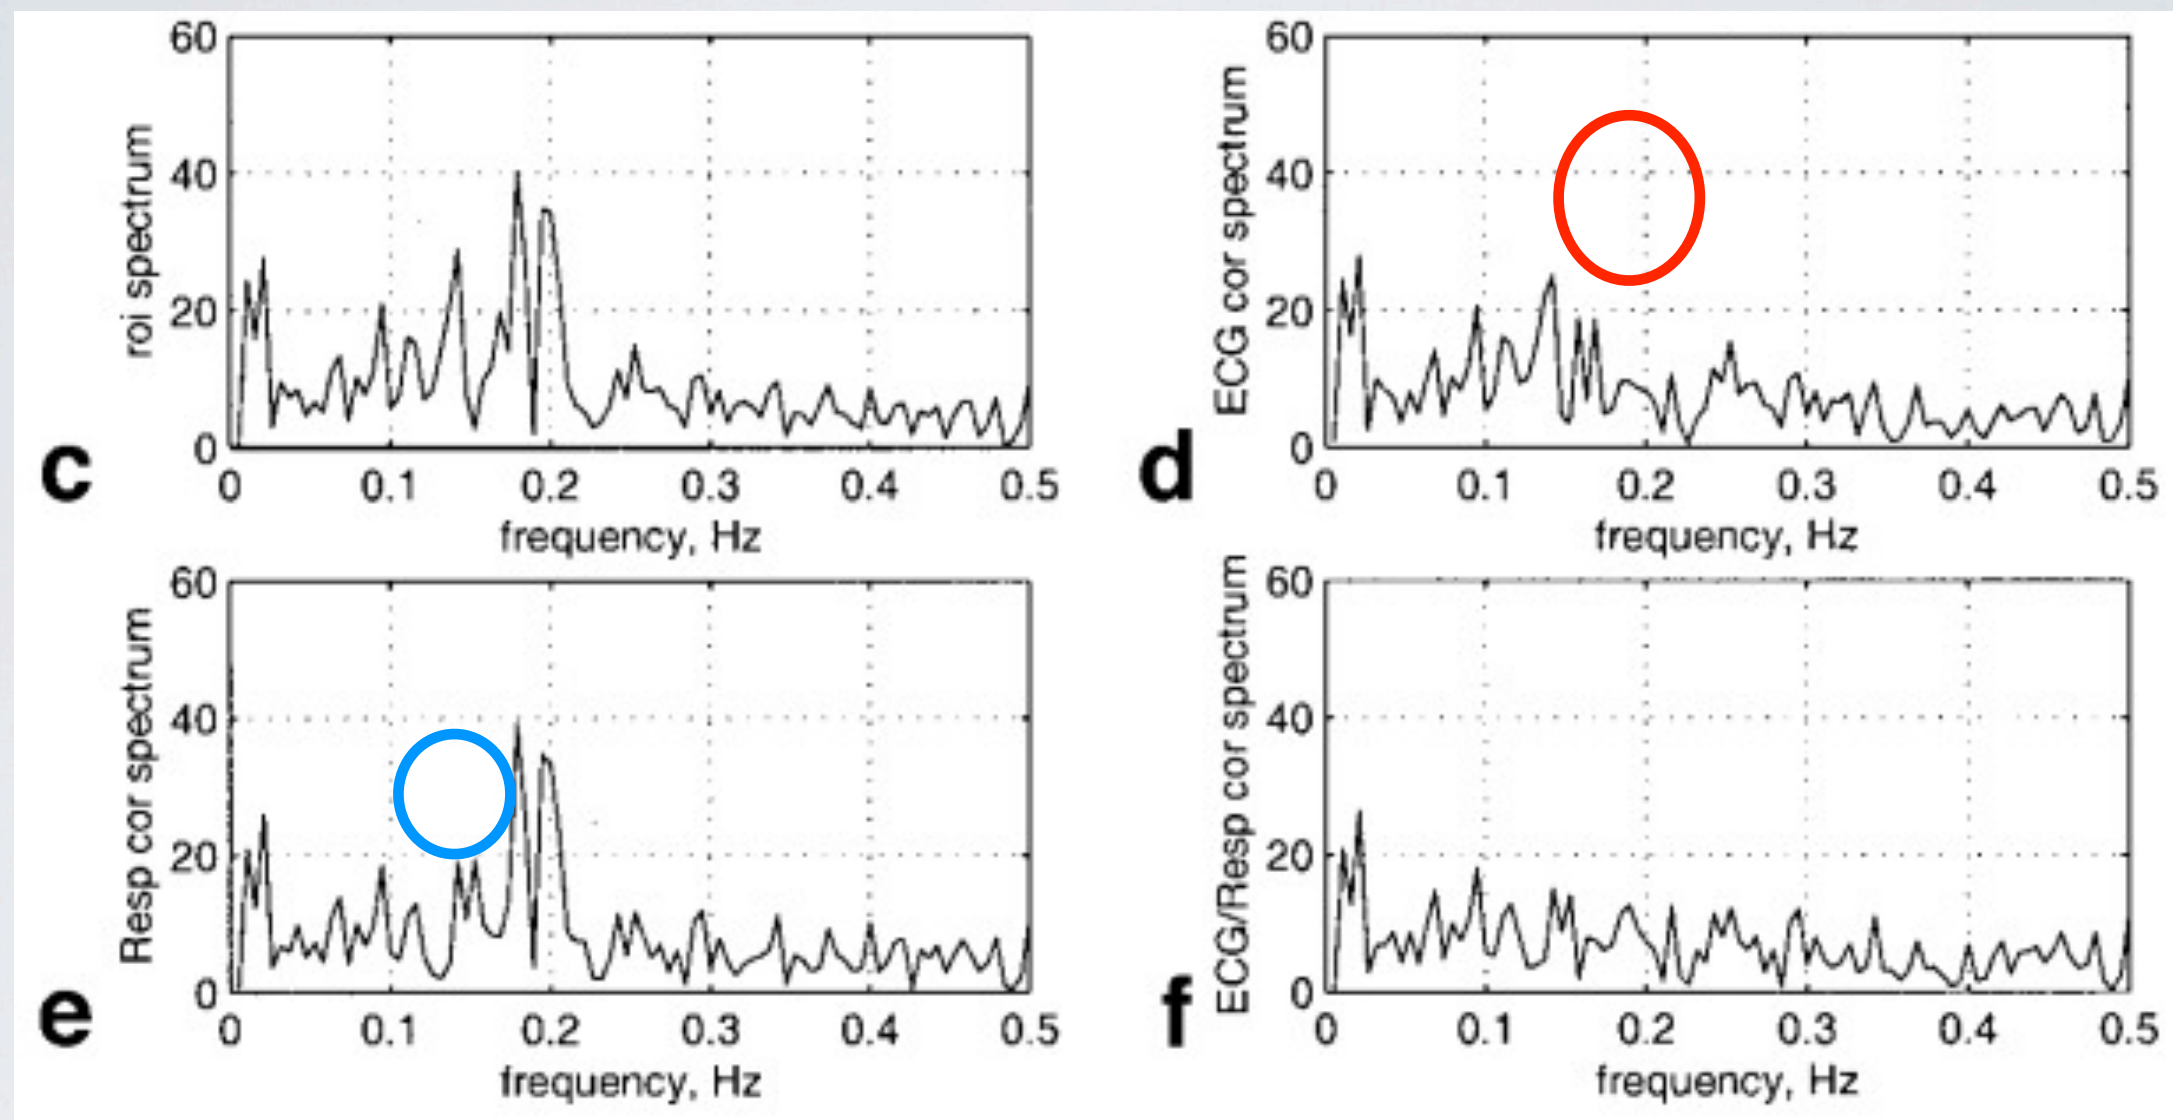 60
40
20
0
roi spectrum
c
0 0.1 0.2 0.3 0.4 0.5
frequency, Hz
60
40
20
0
ECG cor spectrum
d
0 0.1 0.2 0.3 0.4 0.5
frequency, Hz
60
40
20
0
Resp cor spectrum
e
0 0.1 0.2 0.3 0.4 0.5
frequency, Hz
60
40
20
0
ECG/Resp cor spectrum
f
0 0.1 0.2 0.3 0.4 0.5
frequency, Hz